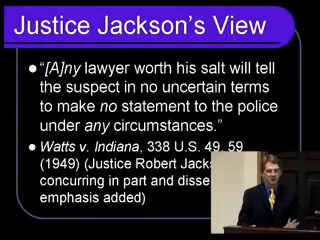 Justice Jackson's View
"[A]ny lawyer worth his salt will tell
the suspect in no uncertain terms
to make no statement to the police
under any circumstances."
Watts v. Indiana, 338 U.S. 49, 59
(1949) (Justice Robert Jacks
concurring in part and disse
emphasis added)